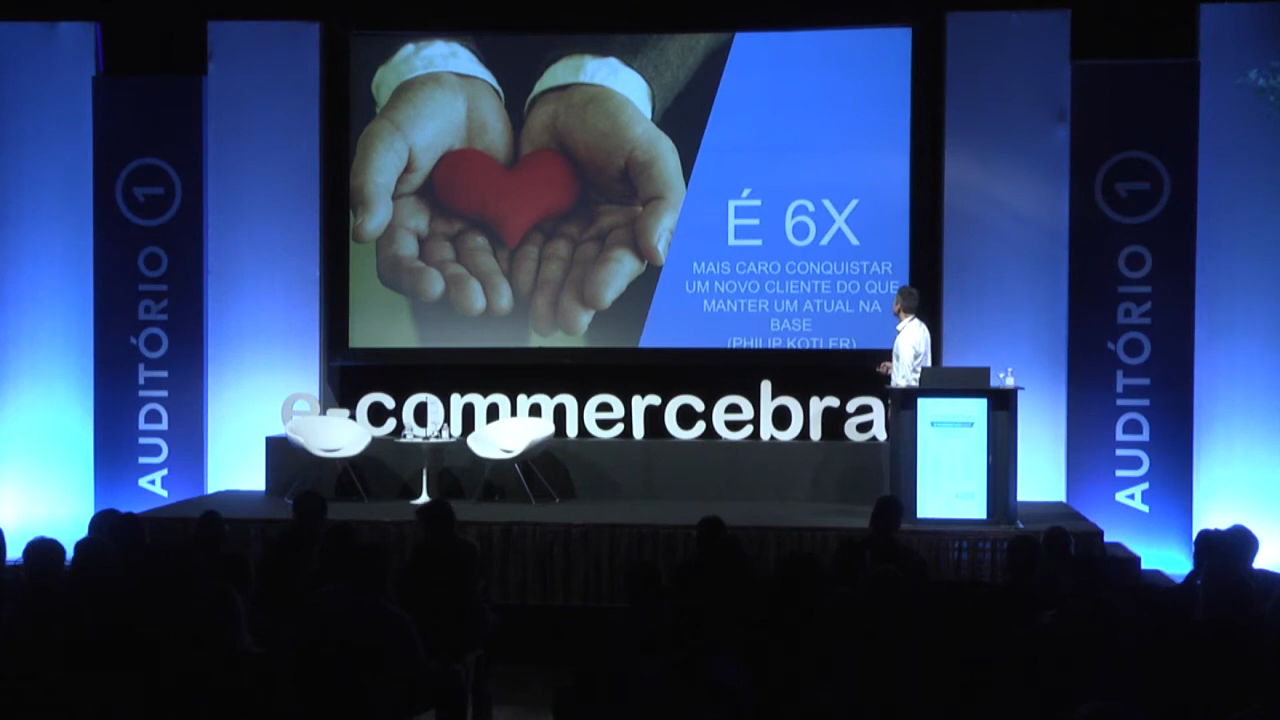 É 6X
MAIS CARO CONQUISTAR
UM NOVO CLIENTE DO QUE
MANTER UM ATUAL NA
BASE
(PHILIP KOTLER)
AUDITÓRIO 1
AUDITÓRIO 1
e-commercebra